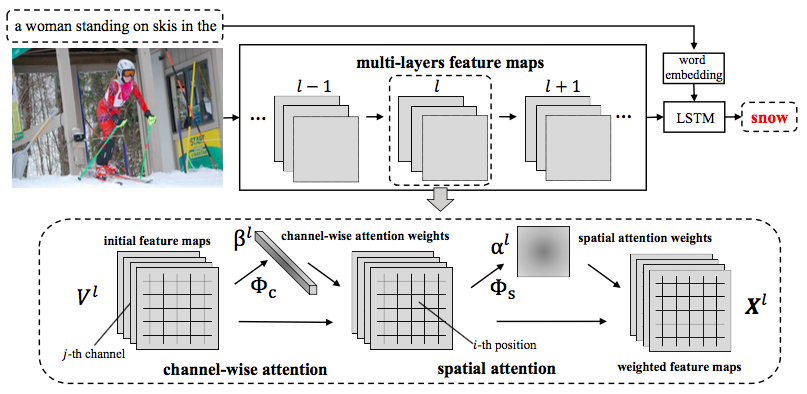 a woman standing on skis in the
multi-layers feature maps
l − 1
l
l + 1
...
...
word
embedding
LSTM
snow
initial feature maps
β^l
channel-wise attention weights
α^l
spatial attention weights
V^l
Φ_c
Φ_s
X^l
j-th channel
i-th position
channel-wise attention
spatial attention
weighted feature maps